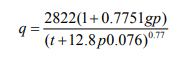 q = 2822(1+0.7751gp) / (t+12.8p0.076)^0.77